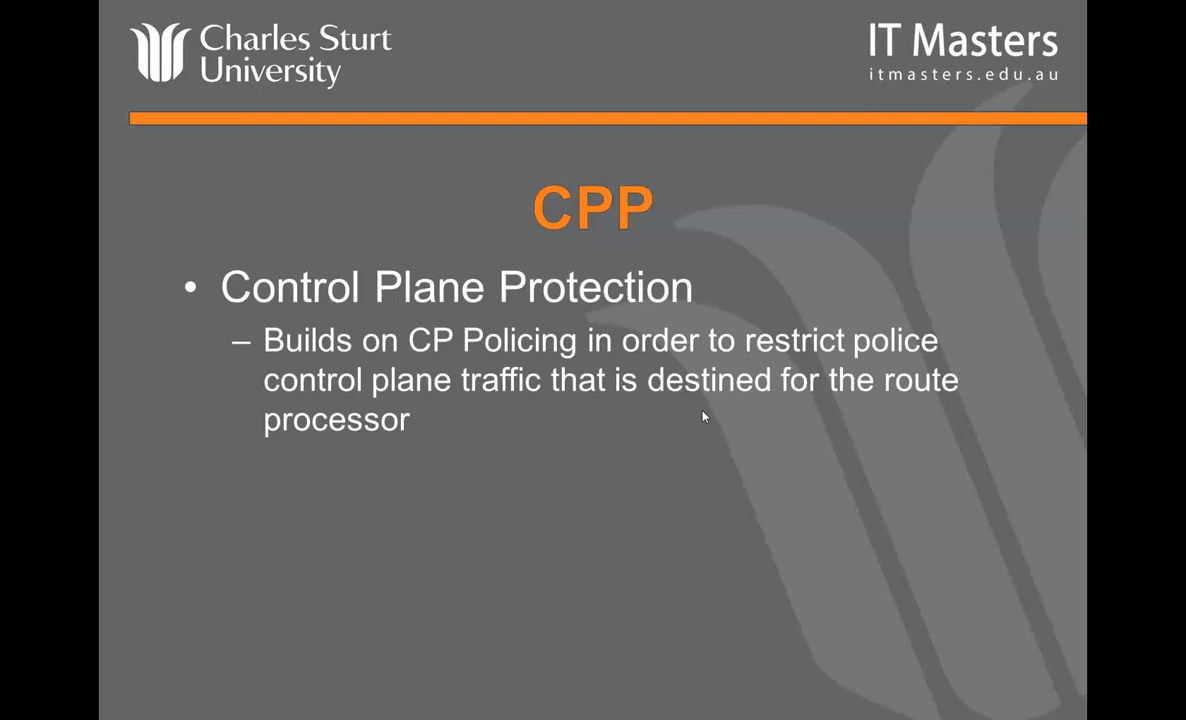 Charles Sturt
University
IT Masters
itmasters.edu.au
CPP
• Control Plane Protection
– Builds on CP Policing in order to restrict police
control plane traffic that is destined for the route
processor